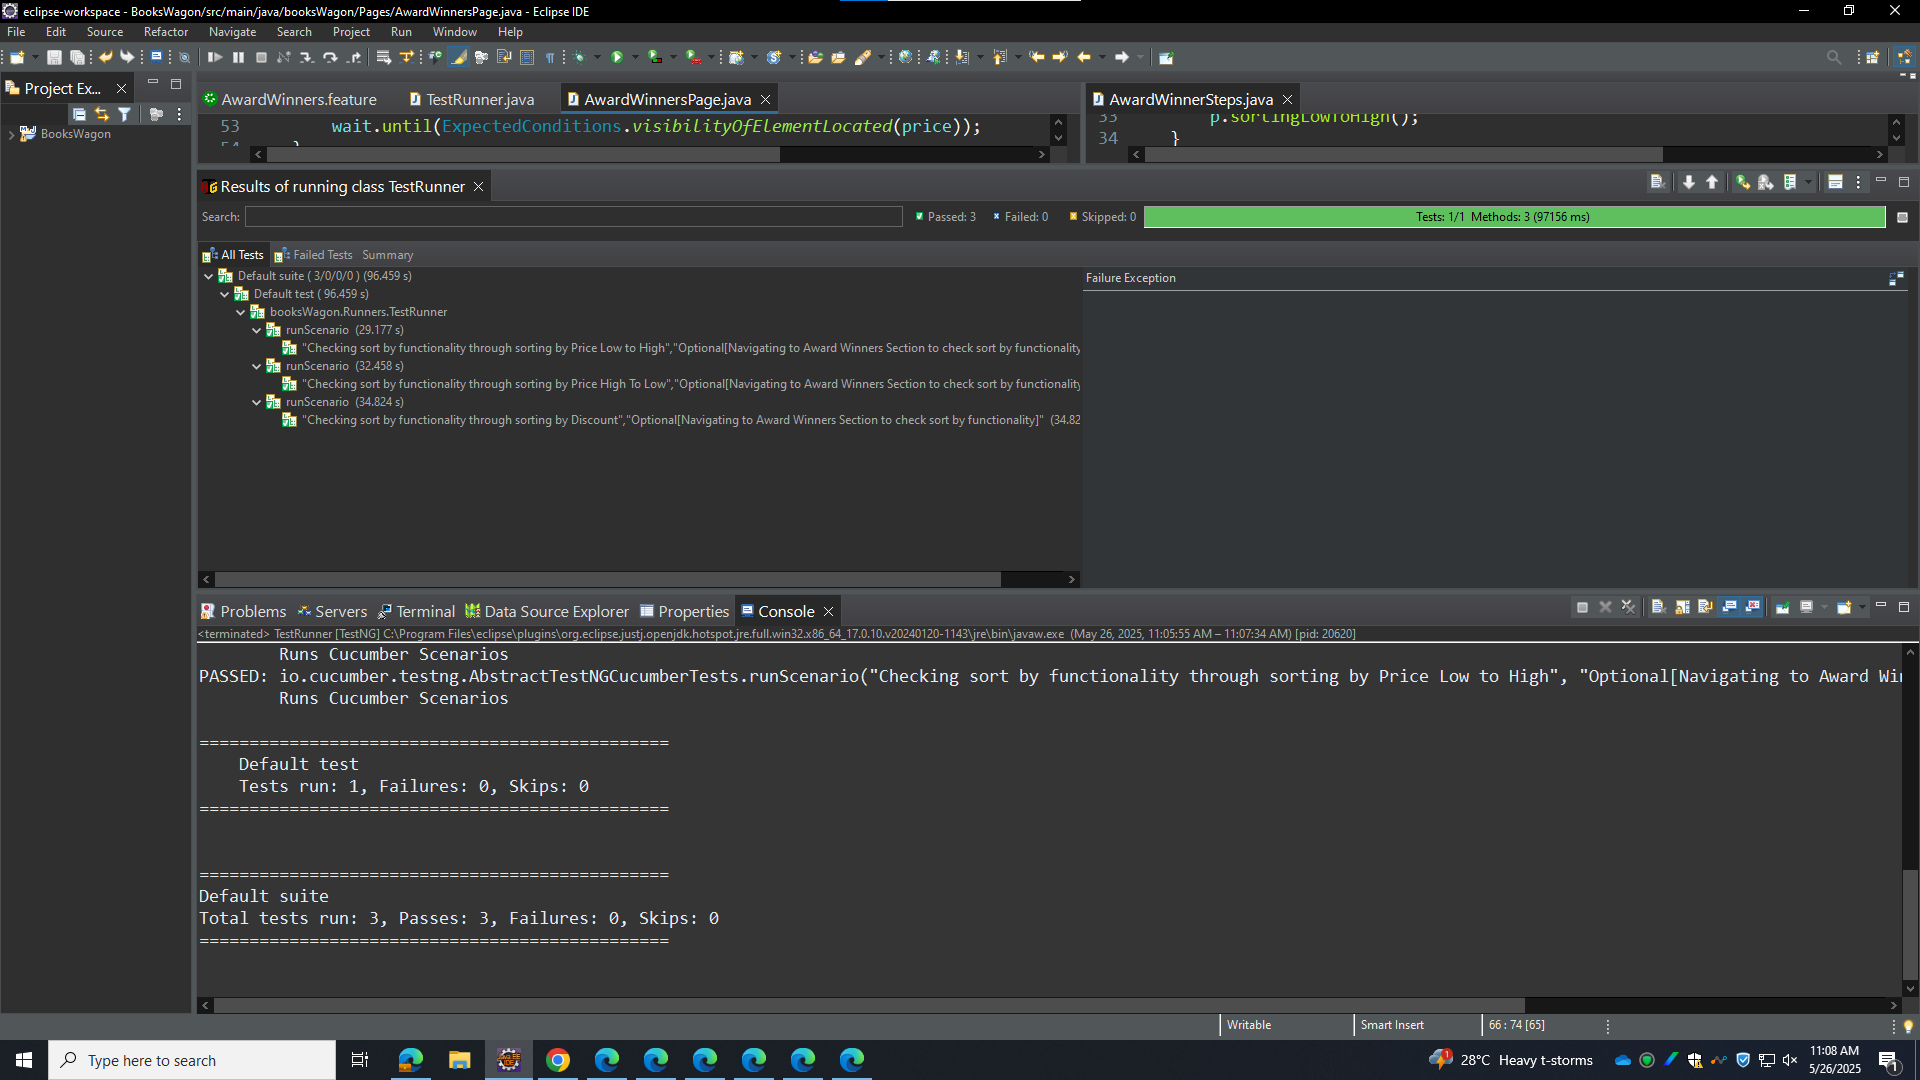 eclipse-workspace - BooksWagon/src/main/java/booksWagon/Pages/AwardWinnersPage.java - Eclipse IDE
File Edit Source Refactor Navigate Search Project Run Window Help
Project Ex...
BooksWagon
AwardWinners.feature TestRunner.java AwardWinnersPage.java
53 wait.until(ExpectedConditions.visibilityOfElementLocated(price));
54 }
AwardWinnerSteps.java
33 p.sortingLowToHigh();
34 }
Results of running class TestRunner
Search: Passed: 3 Failed: 0 Skipped: 0 Tests: 1/1 Methods: 3 (97156 ms)
All Tests Failed Tests Summary
Default suite ( 3/0/0/0 ) (96.459 s)
Default test ( 96.459 s)
booksWagon.Runners.TestRunner
runScenario (29.177 s)
"Checking sort by functionality through sorting by Price Low to High","Optional[Navigating to Award Winners Section to check sort by functionality
runScenario (32.458 s)
"Checking sort by functionality through sorting by Price High To Low","Optional[Navigating to Award Winners Section to check sort by functionality
runScenario (34.824 s)
"Checking sort by functionality through sorting by Discount","Optional[Navigating to Award Winners Section to check sort by functionality]" (34.82
Failure Exception
Problems Servers Terminal Data Source Explorer Properties Console
<terminated> TestRunner [TestNG] C:\Program Files\eclipse\plugins\org.eclipse.justj.openjdk.hotspot.jre.full.win32.x86_64_17.0.10.v20240120-1143\jre\bin\javaw.exe (May 26, 2025, 11:05:55 AM – 11:07:34 AM) [pid: 20620]
Runs Cucumber Scenarios
PASSED: io.cucumber.testng.AbstractTestNGCucumberTests.runScenario("Checking sort by functionality through sorting by Price Low to High", "Optional[Navigating to Award Win
Runs Cucumber Scenarios
===============================================
Default test
Tests run: 1, Failures: 0, Skips: 0
===============================================
===============================================
Default suite
Total tests run: 3, Passes: 3, Failures: 0, Skips: 0
===============================================
Writable Smart Insert 66 : 74 [65]
Type here to search
28°C Heavy t-storms
11:08 AM
5/26/2025